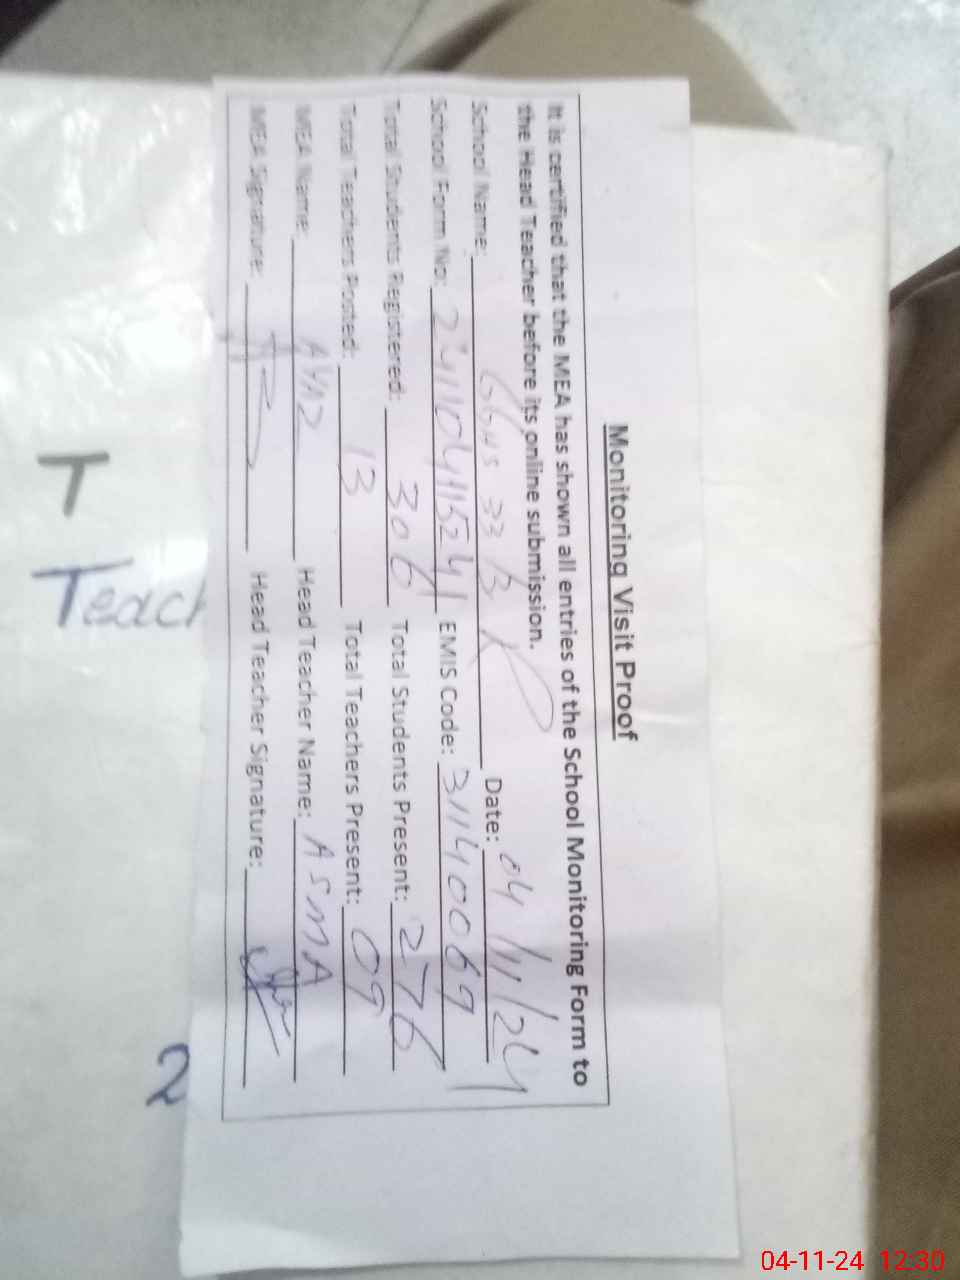 Monitoring Visit Proof
It is certified that the MEA has shown all entries of the School Monitoring Form to
the Head Teacher before its online submission.
School Name: 33 B Date: 04/11/24
School Form No: EMIS Code: 31140069
Total Students Registered: 306 Total Students Present: 276
Total Teachers Posted: 13 Total Teachers Present: 09
MEA Name: Head Teacher Name: ASMA
MEA Signature: Head Teacher Signature:
T
Teach
2
04-11-24 12:30